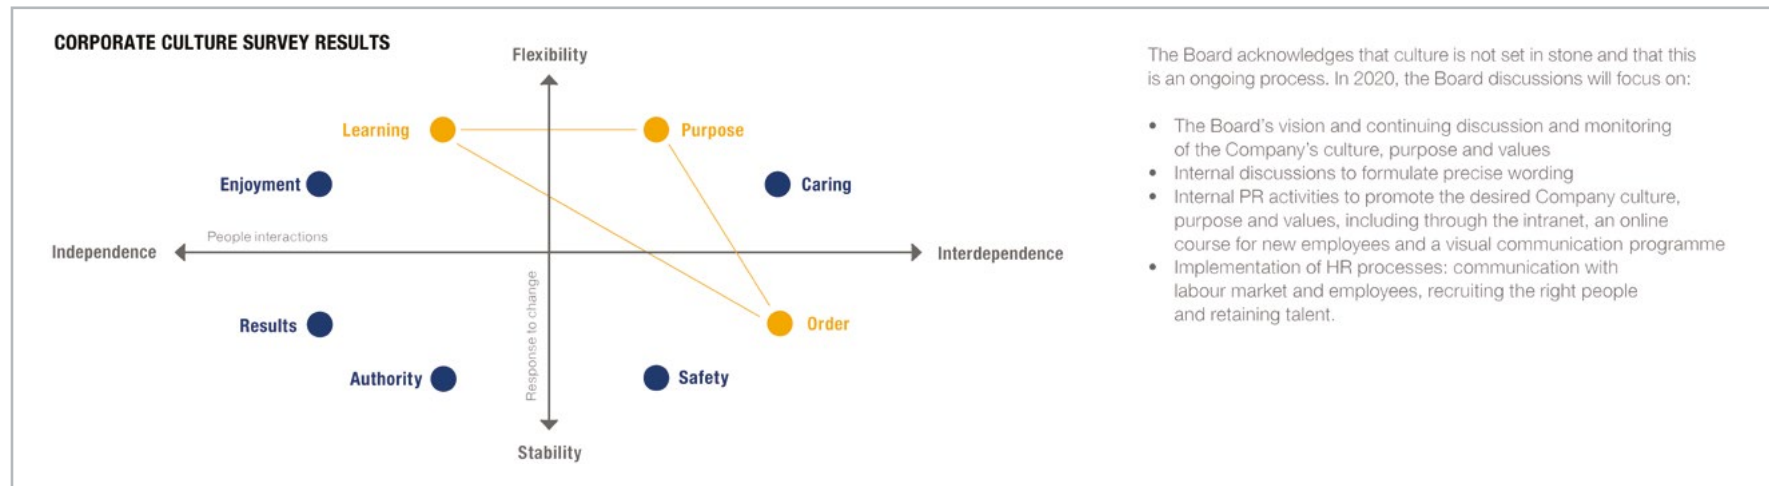 CORPORATE CULTURE SURVEY RESULTS
Flexibility
Learning
Purpose
Enjoyment
Caring
People interactions
Independence
Interdependence
Response to change
Results
Order
Authority
Safety
Stability
The Board acknowledges that culture is not set in stone and that this
is an ongoing process. In 2020, the Board discussions will focus on:
• The Board's vision and continuing discussion and monitoring
of the Company's culture, purpose and values
• Internal discussions to formulate precise wording
• Internal PR activities to promote the desired Company culture,
purpose and values, including through the intranet, an online
course for new employees and a visual communication programme
• Implementation of HR processes: communication with
labour market and employees, recruiting the right people
and retaining talent.